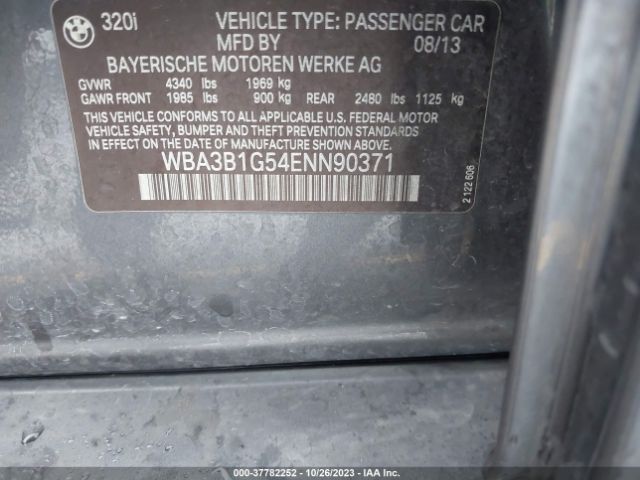 BMW
320i VEHICLE TYPE: PASSENGER CAR
MFD BY 08/13
BAYERISCHE MOTOREN WERKE AG
GVWR 4340 lbs 1969 kg
GAWR FRONT 1985 lbs 900 kg REAR 2480 lbs 1125 kg
THIS VEHICLE CONFORMS TO ALL APPLICABLE U.S. FEDERAL MOTOR
VEHICLE SAFETY, BUMPER AND THEFT PREVENTION STANDARDS
IN EFFECT ON THE DATE OF MANUFACTURE SHOWN ABOVE.
WBA3B1G54ENN90371
2 122 606
000-37782252 | 10/26/2023 | IAA Inc.